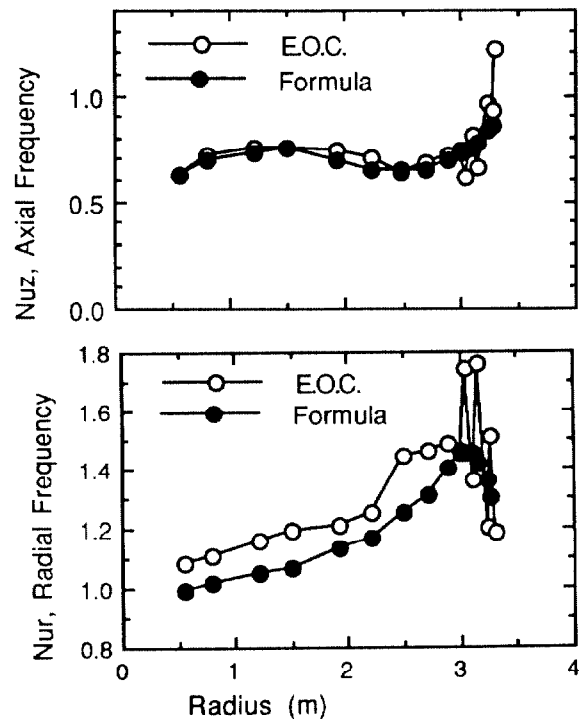 E.O.C.
Formula
1.0
0.5
0.0
Nuz, Axial Frequency
E.O.C.
Formula
1.8
1.6
1.4
1.2
1.0
0.8
Nur, Radial Frequency
0 1 2 3 4
Radius (m)